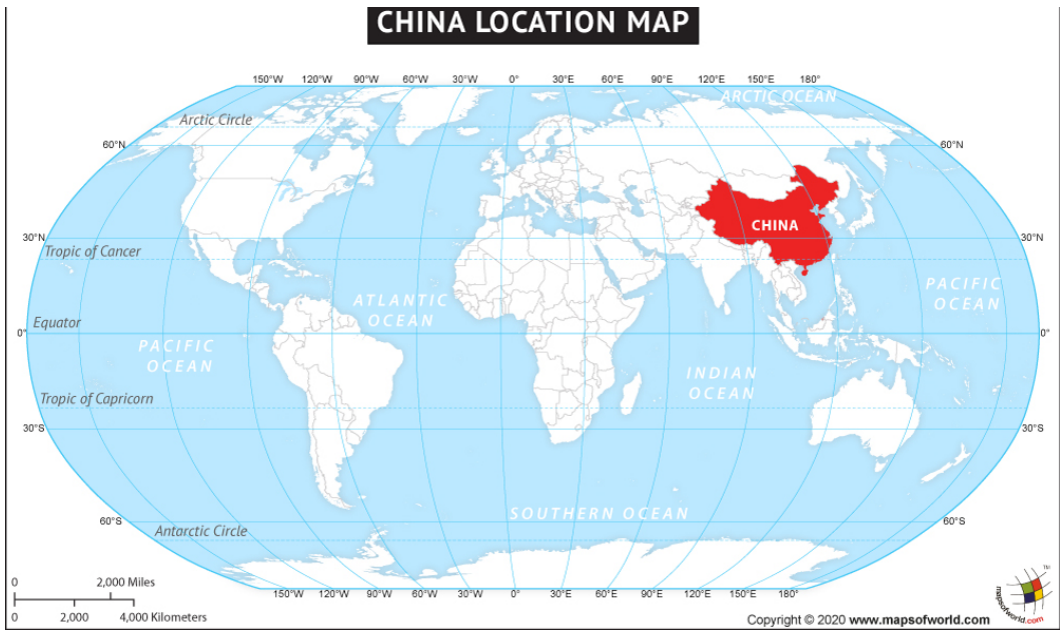 CHINA LOCATION MAP
150°W 120°W 90°W 60°W 30°W 0° 30°E 60°E 90°E 120°E 150°E 180°
ARCTIC OCEAN
Arctic Circle
60°N 60°N
CHINA
30°N 30°N
Tropic of Cancer
ATLANTIC
OCEAN
PACIFIC
OCEAN
Equator
0° 0°
PACIFIC
OCEAN
INDIAN
OCEAN
Tropic of Capricorn
30°S 30°S
SOUTHERN OCEAN
60°S 60°S
Antarctic Circle
0 2,000 Miles
0 2,000 4,000 Kilometers
150°W 120°W 90°W 60°W 30°W 0° 30°E 60°E 90°E 120°E 150°E 180°
mapsofworld.com
Copyright © 2020 www.mapsofworld.com